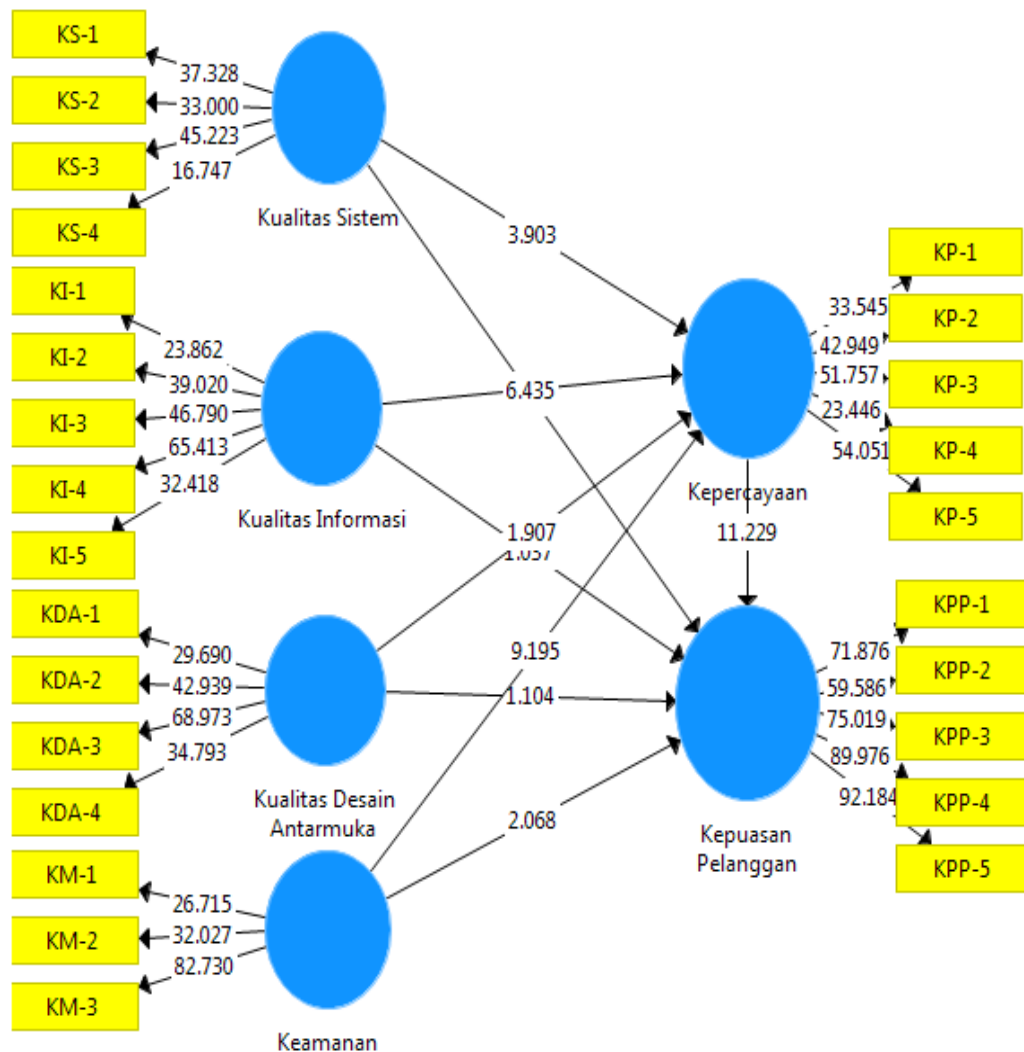 KS-1
37.328
KS-2
33.000
KS-3
45.223
16.747
KS-4
Kualitas Sistem
KI-1
23.862
KI-2
39.020
KI-3
46.790
65.413
KI-4
32.418
Kualitas Informasi
KI-5
KDA-1
29.690
KDA-2
42.939
68.973
KDA-3
34.793
KDA-4
Kualitas Desain
Antarmuka
KM-1
26.715
KM-2
32.027
82.730
KM-3
Keamanan
3.903
6.435
1.907
9.195
1.104
2.068
KP-1
33.545
KP-2
42.949
51.757
KP-3
23.446
KP-4
54.051
KP-5
Kepercayaan
11.229
KPP-1
71.876
KPP-2
59.586
75.019
KPP-3
89.976
92.184
KPP-4
KPP-5
Kepuasan
Pelanggan